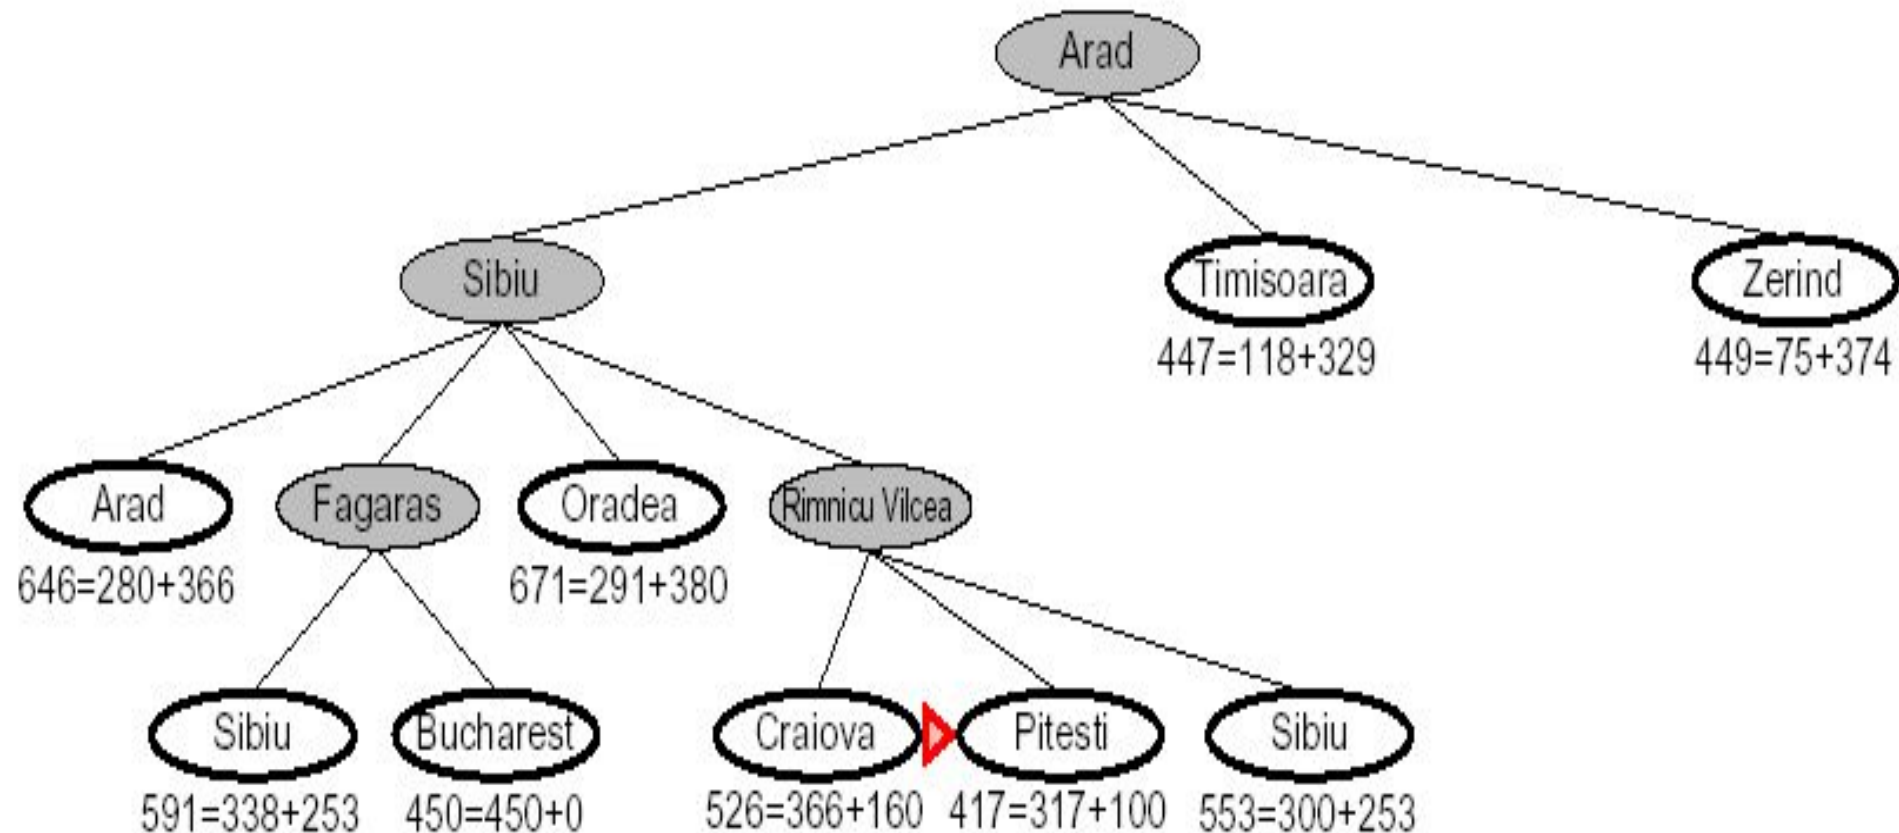 Arad
Sibiu
Timisoara
Zerind
447=118+329
449=75+374
Arad
Fagaras
Oradea
Rimnicu Vilcea
646=280+366
671=291+380
Sibiu
Bucharest
Craiova
Pitesti
Sibiu
591=338+253
450=450+0
526=366+160
417=317+100
553=300+253